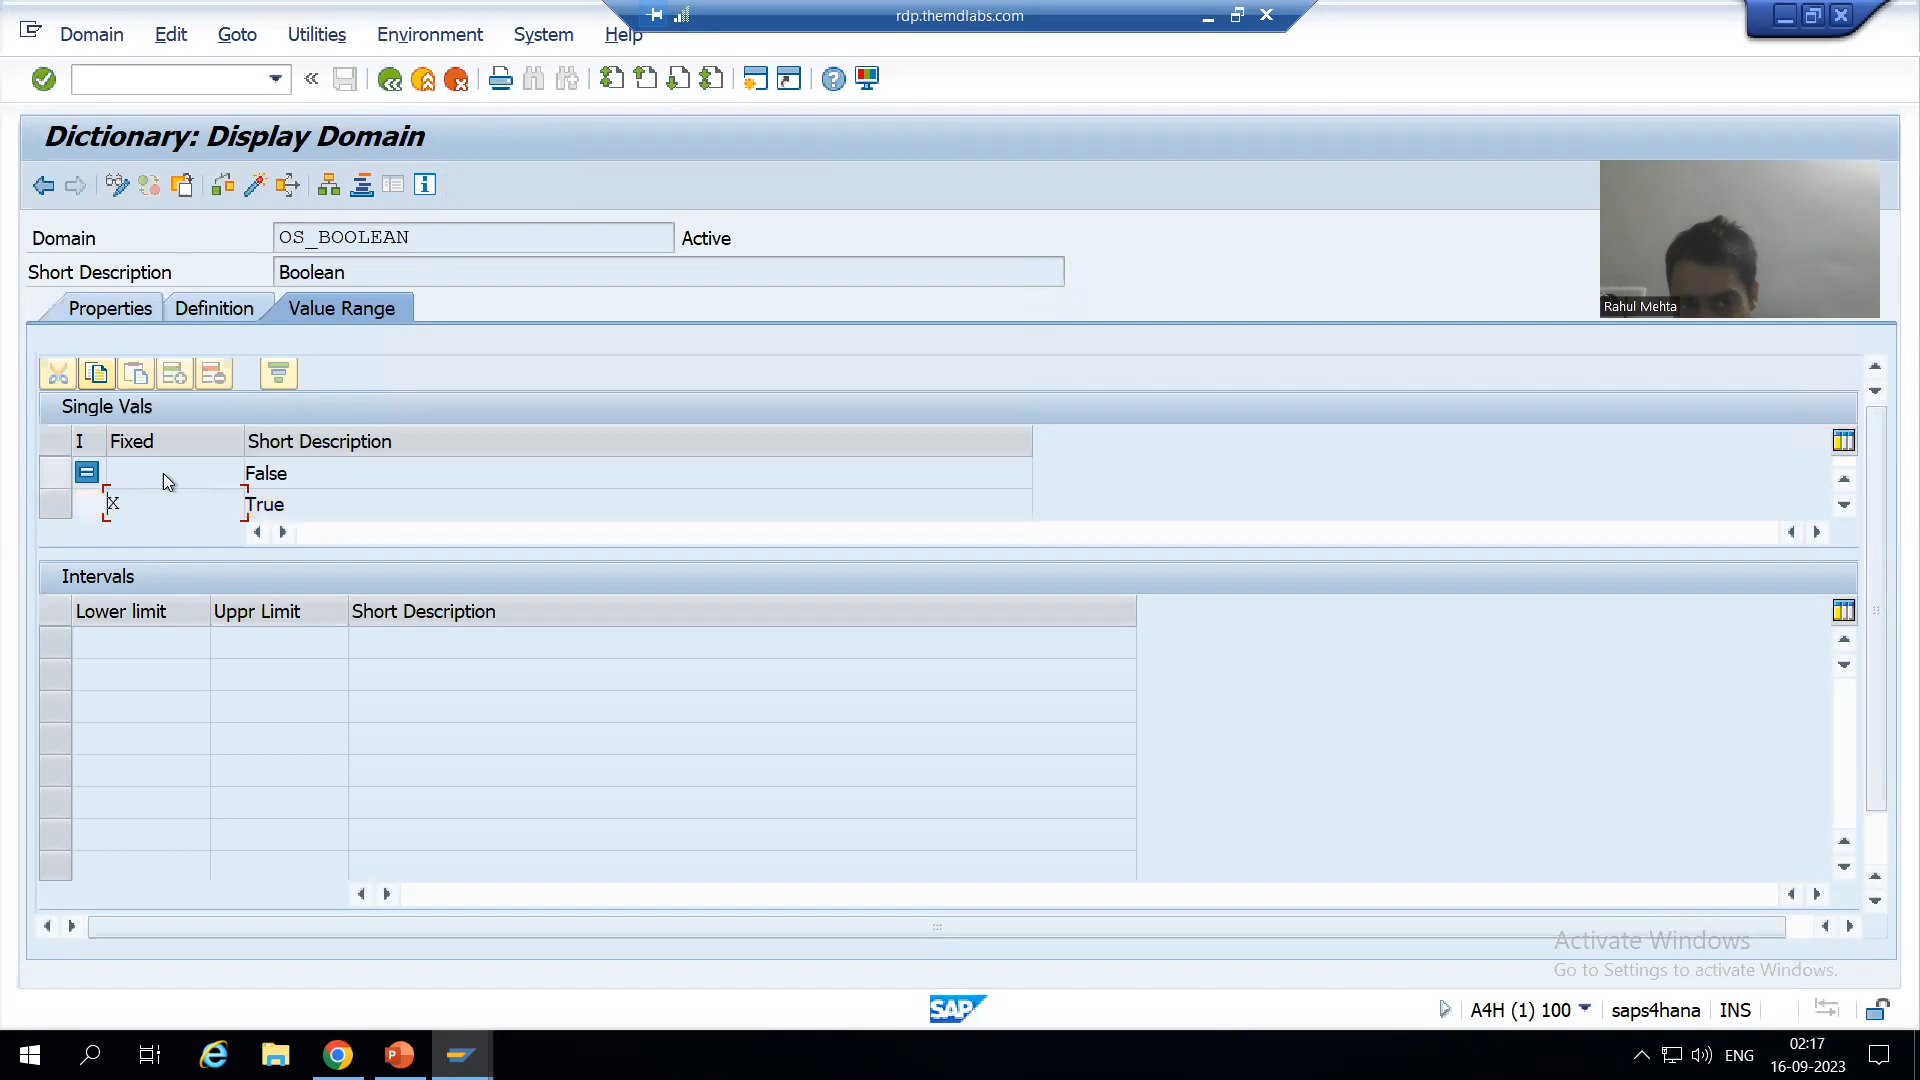 rdp.themdlabs.com
Domain Edit Goto Utilities Environment System Help
Dictionary: Display Domain
Domain OS_BOOLEAN Active
Short Description Boolean
Properties Definition Value Range
Rahul Mehta
Single Vals
I Fixed Short Description
False
X True
Intervals
Lower limit Uppr Limit Short Description
Activate Windows
Go to Settings to activate Windows.
SAP A4H (1) 100 saps4hana INS
ENG 02:17
16-09-2023